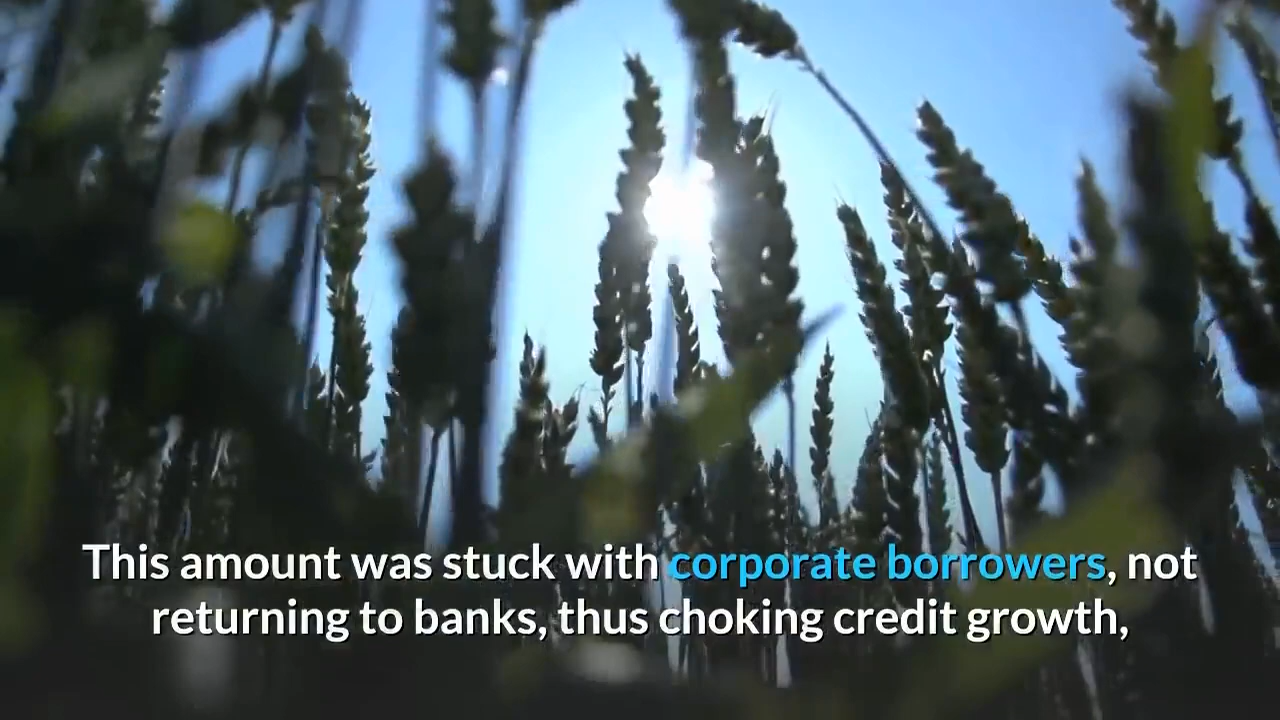 This amount was stuck with corporate borrowers, not
returning to banks, thus choking credit growth,